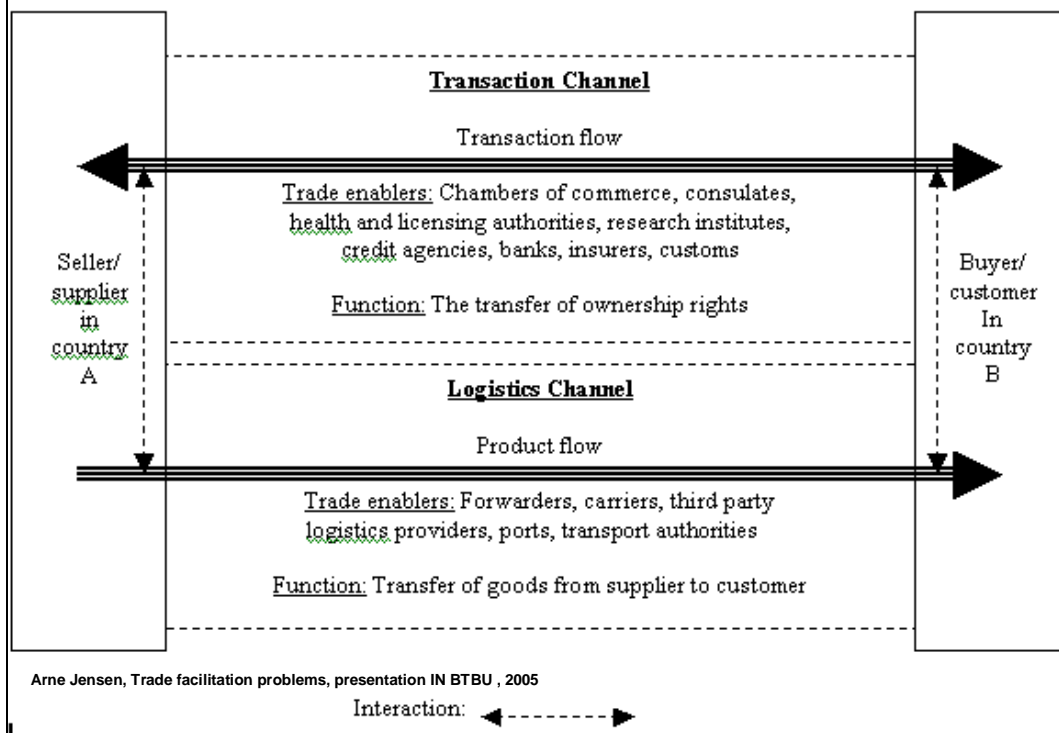 Transaction Channel
Transaction flow
Trade enablers: Chambers of commerce, consulates,
health and licensing authorities, research institutes,
credit agencies, banks, insurers, customs
Function: The transfer of ownership rights
Seller/
supplier
in
country
A
Buyer/
customer
In
country
B
Logistics Channel
Product flow
Trade enablers: Forwarders, carriers, third party
logistics providers, ports, transport authorities
Function: Transfer of goods from supplier to customer
Arne Jensen, Trade facilitation problems, presentation IN BTBU , 2005
Interaction: